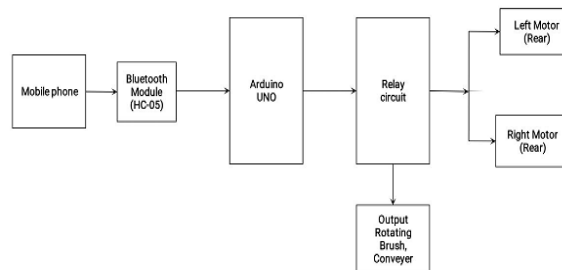 Mobile phone
Bluetooth
Module
(HC-05)
Arduino
UNO
Relay
circuit
Left Motor
(Rear)
Right Motor
(Rear)
Output
Rotating
Brush,
Conveyer